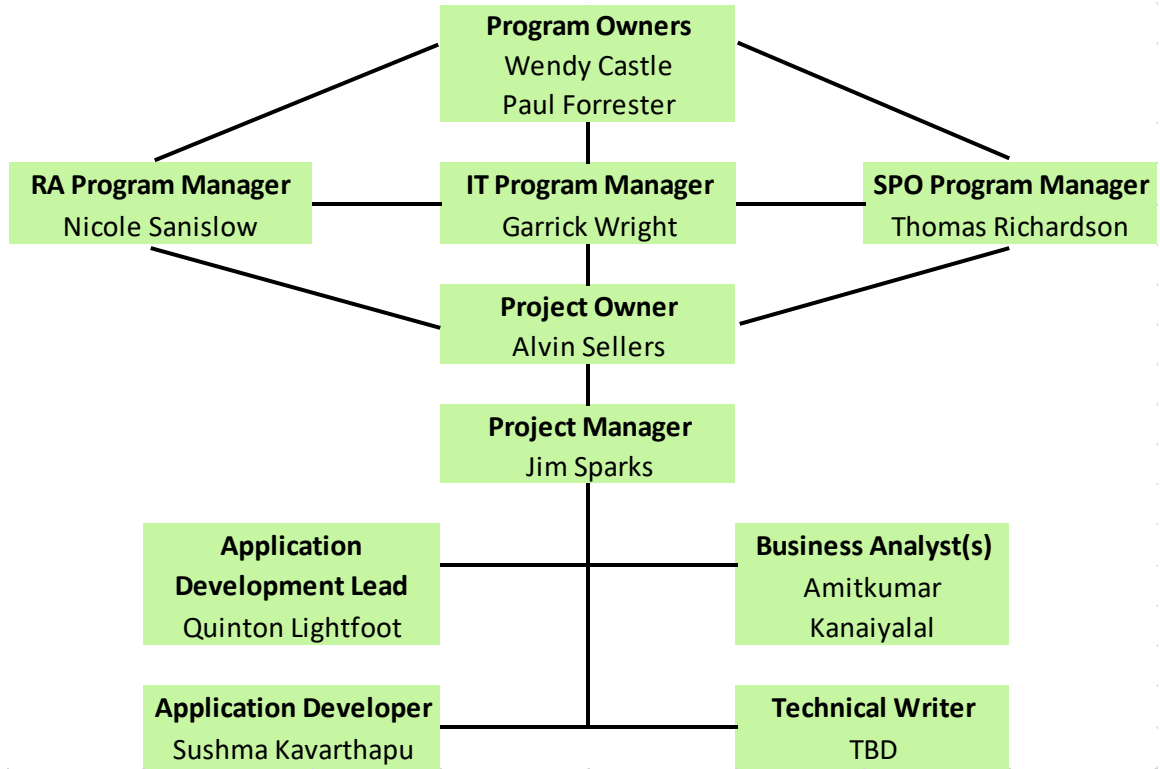 Program Owners
Wendy Castle
Paul Forrester
RA Program Manager
Nicole Sanislow
IT Program Manager
Garrick Wright
SPO Program Manager
Thomas Richardson
Project Owner
Alvin Sellers
Project Manager
Jim Sparks
Application
Development Lead
Quinton Lightfoot
Business Analyst(s)
Amitkumar
Kanaiyalal
Application Developer
Sushma Kavarthapu
Technical Writer
TBD